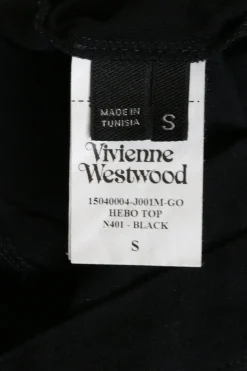 MADE IN
TUNISIA
S
Vivienne
Westwood
15040004-J001M-GO
HEBO TOP
N401 - BLACK
S